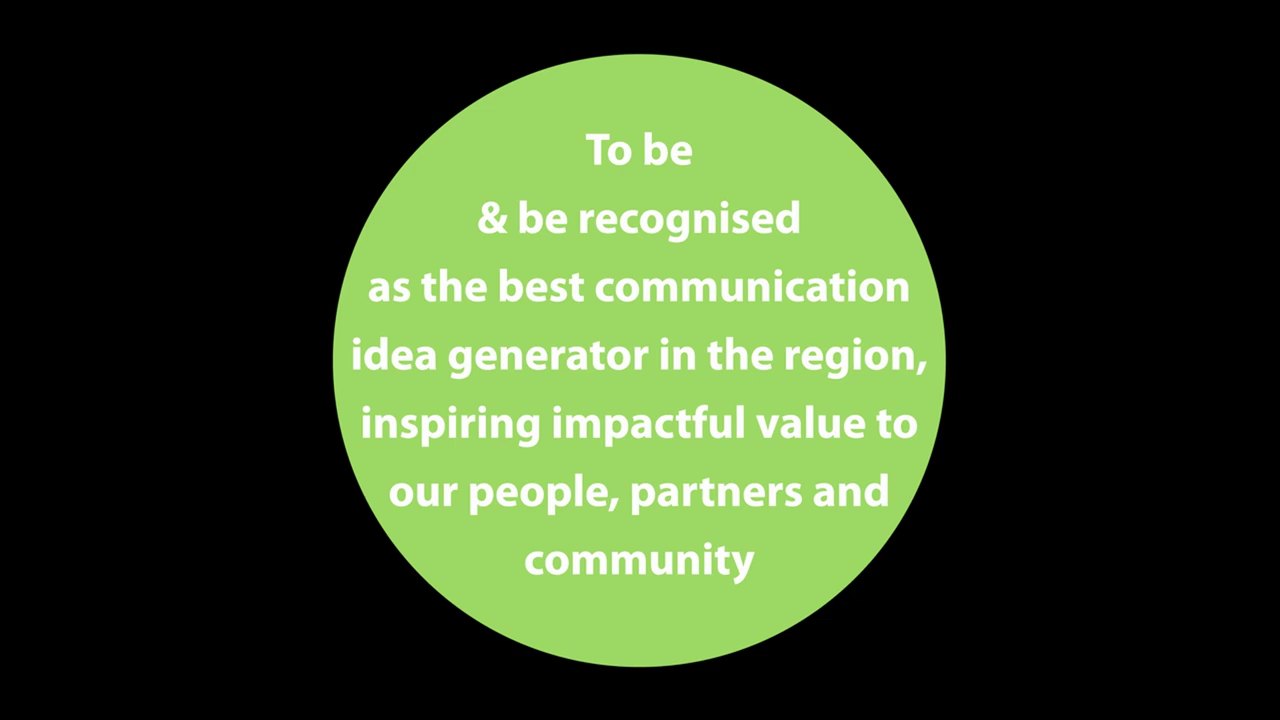 To be
& be recognised
as the best communication
idea generator in the region,
inspiring impactful value to
our people, partners and
community